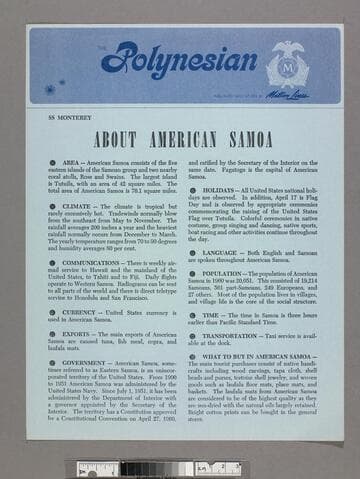 THE
Polynesian
M
PUBLISHED DAILY AT SEA BY Matson Lines
SS MONTEREY
ABOUT AMERICAN SAMOA
AREA — American Samoa consists of the five
eastern islands of the Samoan group and two nearby
coral atolls, Rose and Swains. The largest island
is Tutuila, with an area of 42 square miles. The
total area of American Samoa is 76.1 square miles.
CLIMATE — The climate is tropical but
rarely excessively hot. Tradewinds normally blow
from the southeast from May to November. The
rainfall averages 200 inches a year and the heaviest
rainfall normally occurs from December to March.
The yearly temperature ranges from 70 to 90 degrees
and humidity averages 80 per cent.
COMMUNICATIONS — There is weekly air-
mail service to Hawaii and the mainland of the
United States, to Tahiti and to Fiji. Daily flights
operate to Western Samoa. Radiograms can be sent
to all parts of the world and there is direct teletype
service to Honolulu and San Francisco.
CURRENCY — United States currency is
used in American Samoa.
EXPORTS — The main exports of American
Samoa are canned tuna, fish meal, copra, and
laufala mats.
GOVERNMENT — American Samoa, some-
times referred to as Eastern Samoa, is an unincor-
porated territory of the United States. From 1900
to 1951 American Samoa was administered by the
United States Navy. Since July 1, 1951, it has been
administered by the Department of Interior with
a governor appointed by the Secretary of the
Interior. The territory has a Constitution approved
by a Constitutional Convention on April 27, 1960,
and ratified by the Secretary of the Interior on the
same date. Fagatogo is the capital of American
Samoa.
HOLIDAYS — All United States national holi-
days are observed. In addition, April 17 is Flag
Day and is observed by appropriate ceremonies
commemorating the raising of the United States
Flag over Tutuila. Colorful ceremonies in native
costume, group singing and dancing, native sports,
boat racing and other activities continue throughout
the day.
LANGUAGE — Both English and Samoan
are spoken throughout American Samoa.
POPULATION — The population of American
Samoa in 1960 was 20,051. This consisted of 19,214
Samoans, 561 part-Samoans, 249 Europeans, and
27 others. Most of the population lives in villages,
and village life is the core of the social structure.
TIME — The time in Samoa is three hours
earlier than Pacific Standard Time.
TRANSPORTATION — Taxi service is avail-
able at the dock.
WHAT TO BUY IN AMERICAN SAMOA —
The main tourist purchases consist of native handi-
crafts including wood carvings, tapa cloth, shell
beads and purses, tortoise shell jewelry, and woven
goods such as laufala floor mats, place mats, and
baskets. The laufala mats from American Samoa
are considered to be of the highest quality as they
are sun-dried with the natural oils largely retained.
Bright cotton prints can be bought in the general
stores.